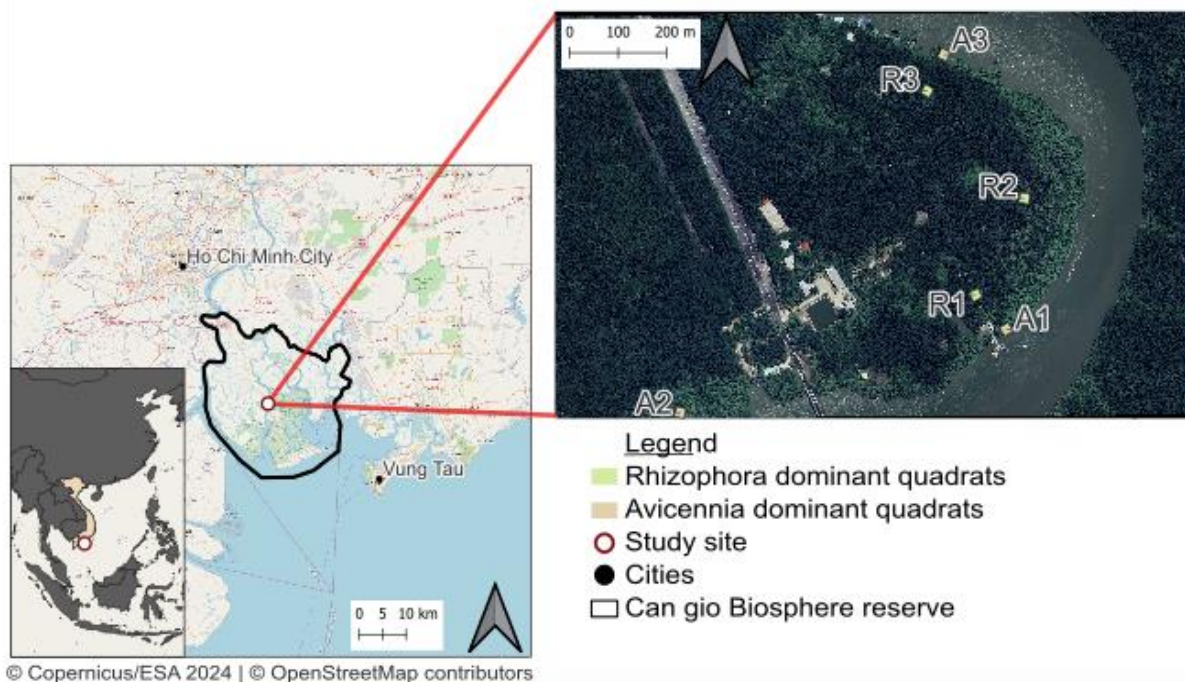 0 100 200 m
A3
R3
R2
R1
A1
A2
Ho Chi Minh City
Vung Tau
0 5 10 km
Legend
Rhizophora dominant quadrats
Avicennia dominant quadrats
Study site
Cities
Can gio Biosphere reserve
© Copernicus/ESA 2024 | © OpenStreetMap contributors